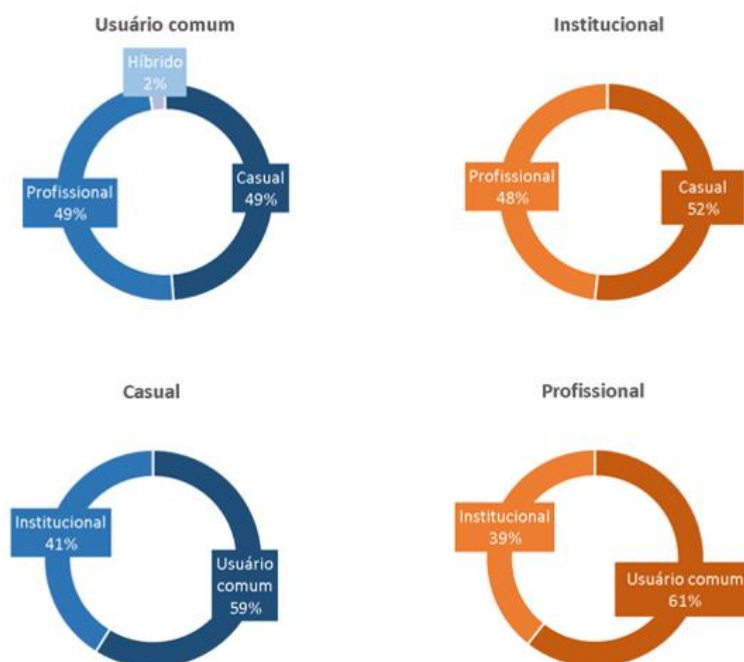 Usuário comum
Híbrido
2%
Profissional
49%
Casual
49%
Institucional
Profissional
48%
Casual
52%
Casual
Institucional
41%
Usuário
comum
59%
Profissional
Institucional
39%
Usuário comum
61%